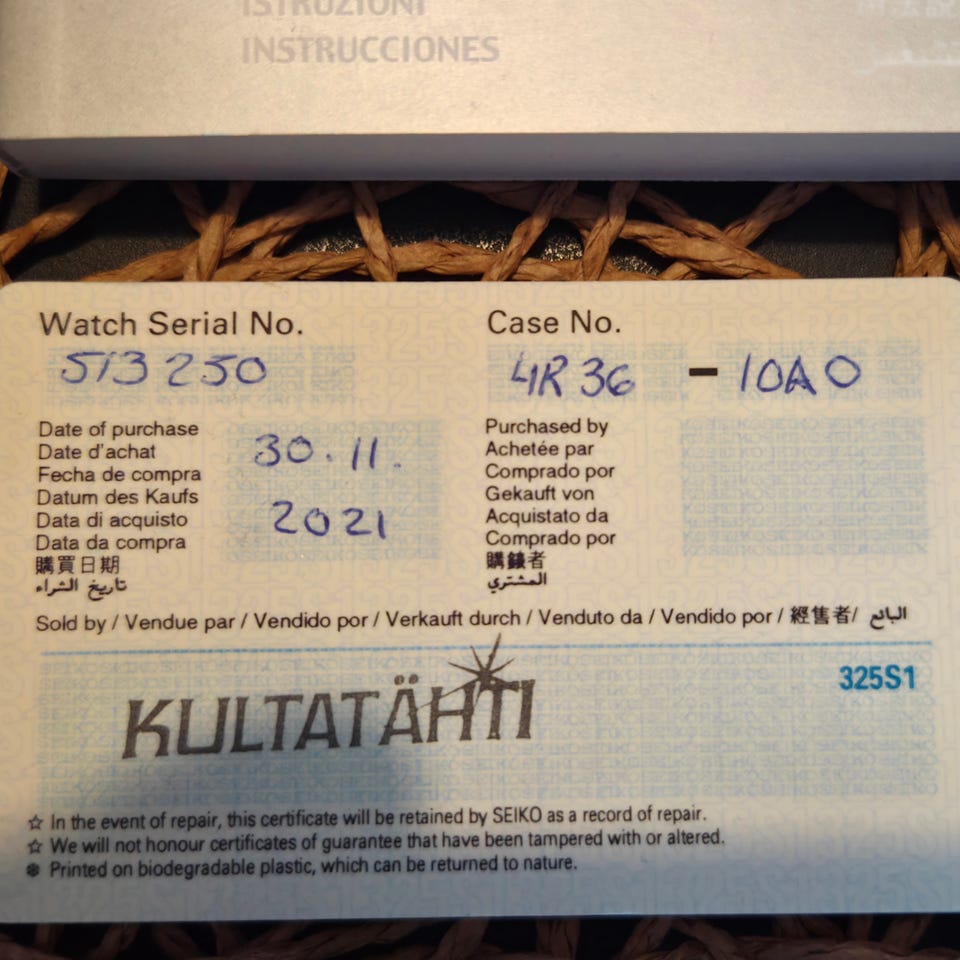 ISTRUZIONI
INSTRUCCIONES
Watch Serial No.
513250
Case No.
4R36 - 10A0
Date of purchase
Date d'achat
Fecha de compra
Datum des Kaufs
Data di acquisto
Data da compra
購買日期
تاريخ الشراء
30.11.
2021
Purchased by
Achetée par
Comprado por
Gekauft von
Acquistato da
Comprado por
購錶者
المشتري
Sold by / Vendue par / Vendido por / Verkauft durch / Venduto da / Vendido por / 經售者/ البائع
KULTATÄHTI
325S1
☆ In the event of repair, this certificate will be retained by SEIKO as a record of repair.
☆ We will not honour certificates of guarantee that have been tampered with or altered.
❄ Printed on biodegradable plastic, which can be returned to nature.